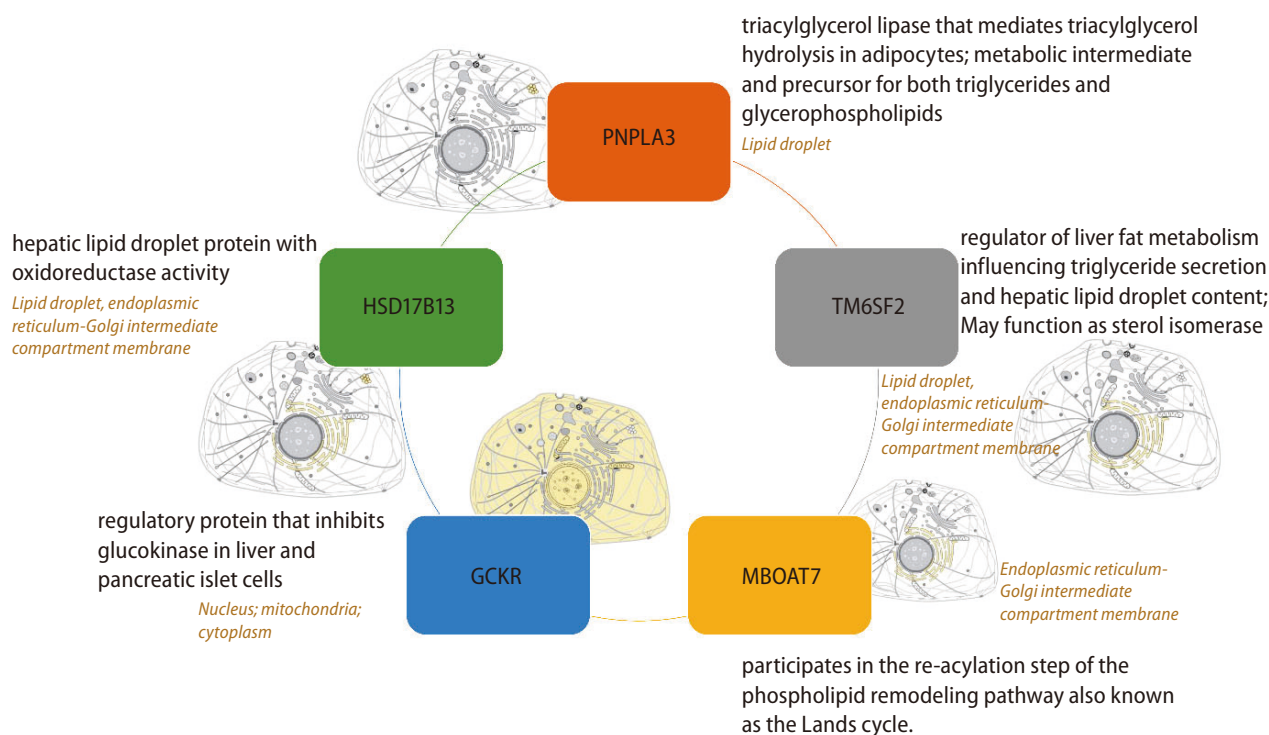 triacylglycerol lipase that mediates triacylglycerol
hydrolysis in adipocytes; metabolic intermediate
and precursor for both triglycerides and
glycerophospholipids
Lipid droplet
PNPLA3
hepatic lipid droplet protein with
oxidoreductase activity
Lipid droplet, endoplasmic
reticulum-Golgi intermediate
compartment membrane
HSD17B13
TM6SF2
regulator of liver fat metabolism
influencing triglyceride secretion
and hepatic lipid droplet content;
May function as sterol isomerase
Lipid droplet,
endoplasmic reticulum-
Golgi intermediate
compartment membrane
regulatory protein that inhibits
glucokinase in liver and
pancreatic islet cells
Nucleus; mitochondria;
cytoplasm
GCKR
MBOAT7
Endoplasmic reticulum-
Golgi intermediate
compartment membrane
participates in the re-acylation step of the
phospholipid remodeling pathway also known
as the Lands cycle.